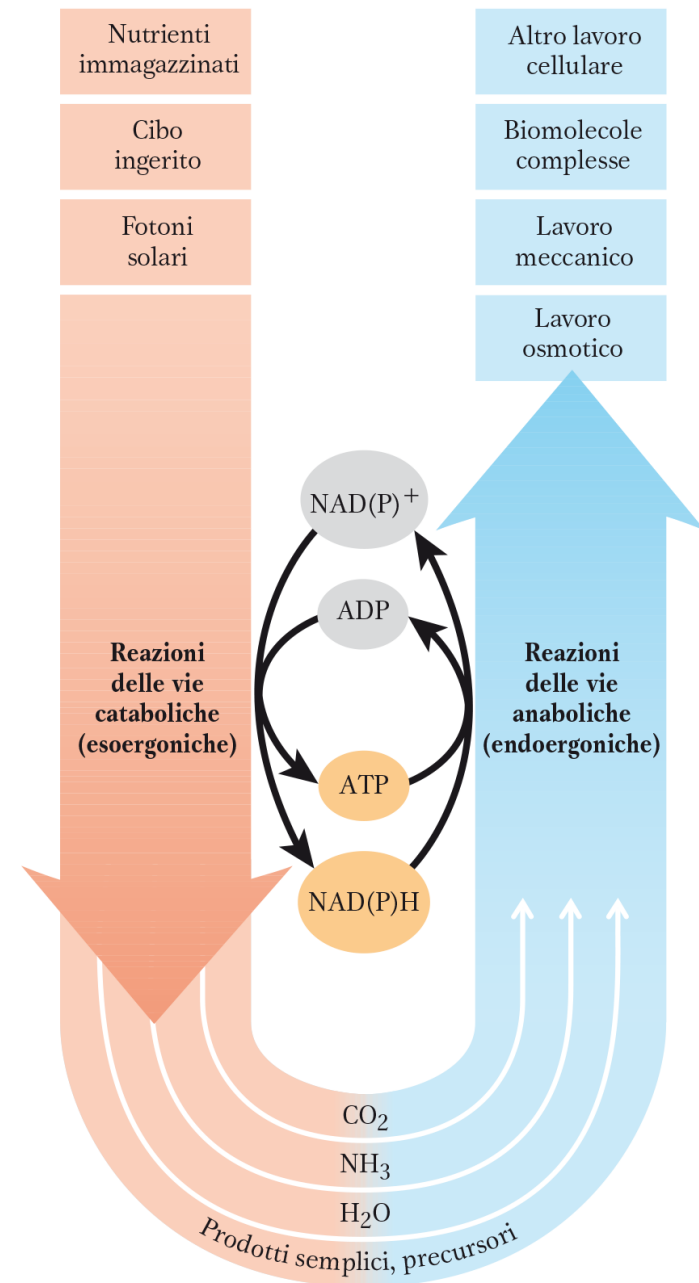 Nutrienti
immagazzinati
Cibo
ingerito
Fotoni
solari
Reazioni
delle vie
cataboliche
(esoergoniche)
NAD(P)⁺
ADP
ATP
NAD(P)H
Altro lavoro
cellulare
Biomolecole
complesse
Lavoro
meccanico
Lavoro
osmotico
Reazioni
delle vie
anaboliche
(endoergoniche)
CO₂
NH₃
H₂O
Prodotti semplici, precursori